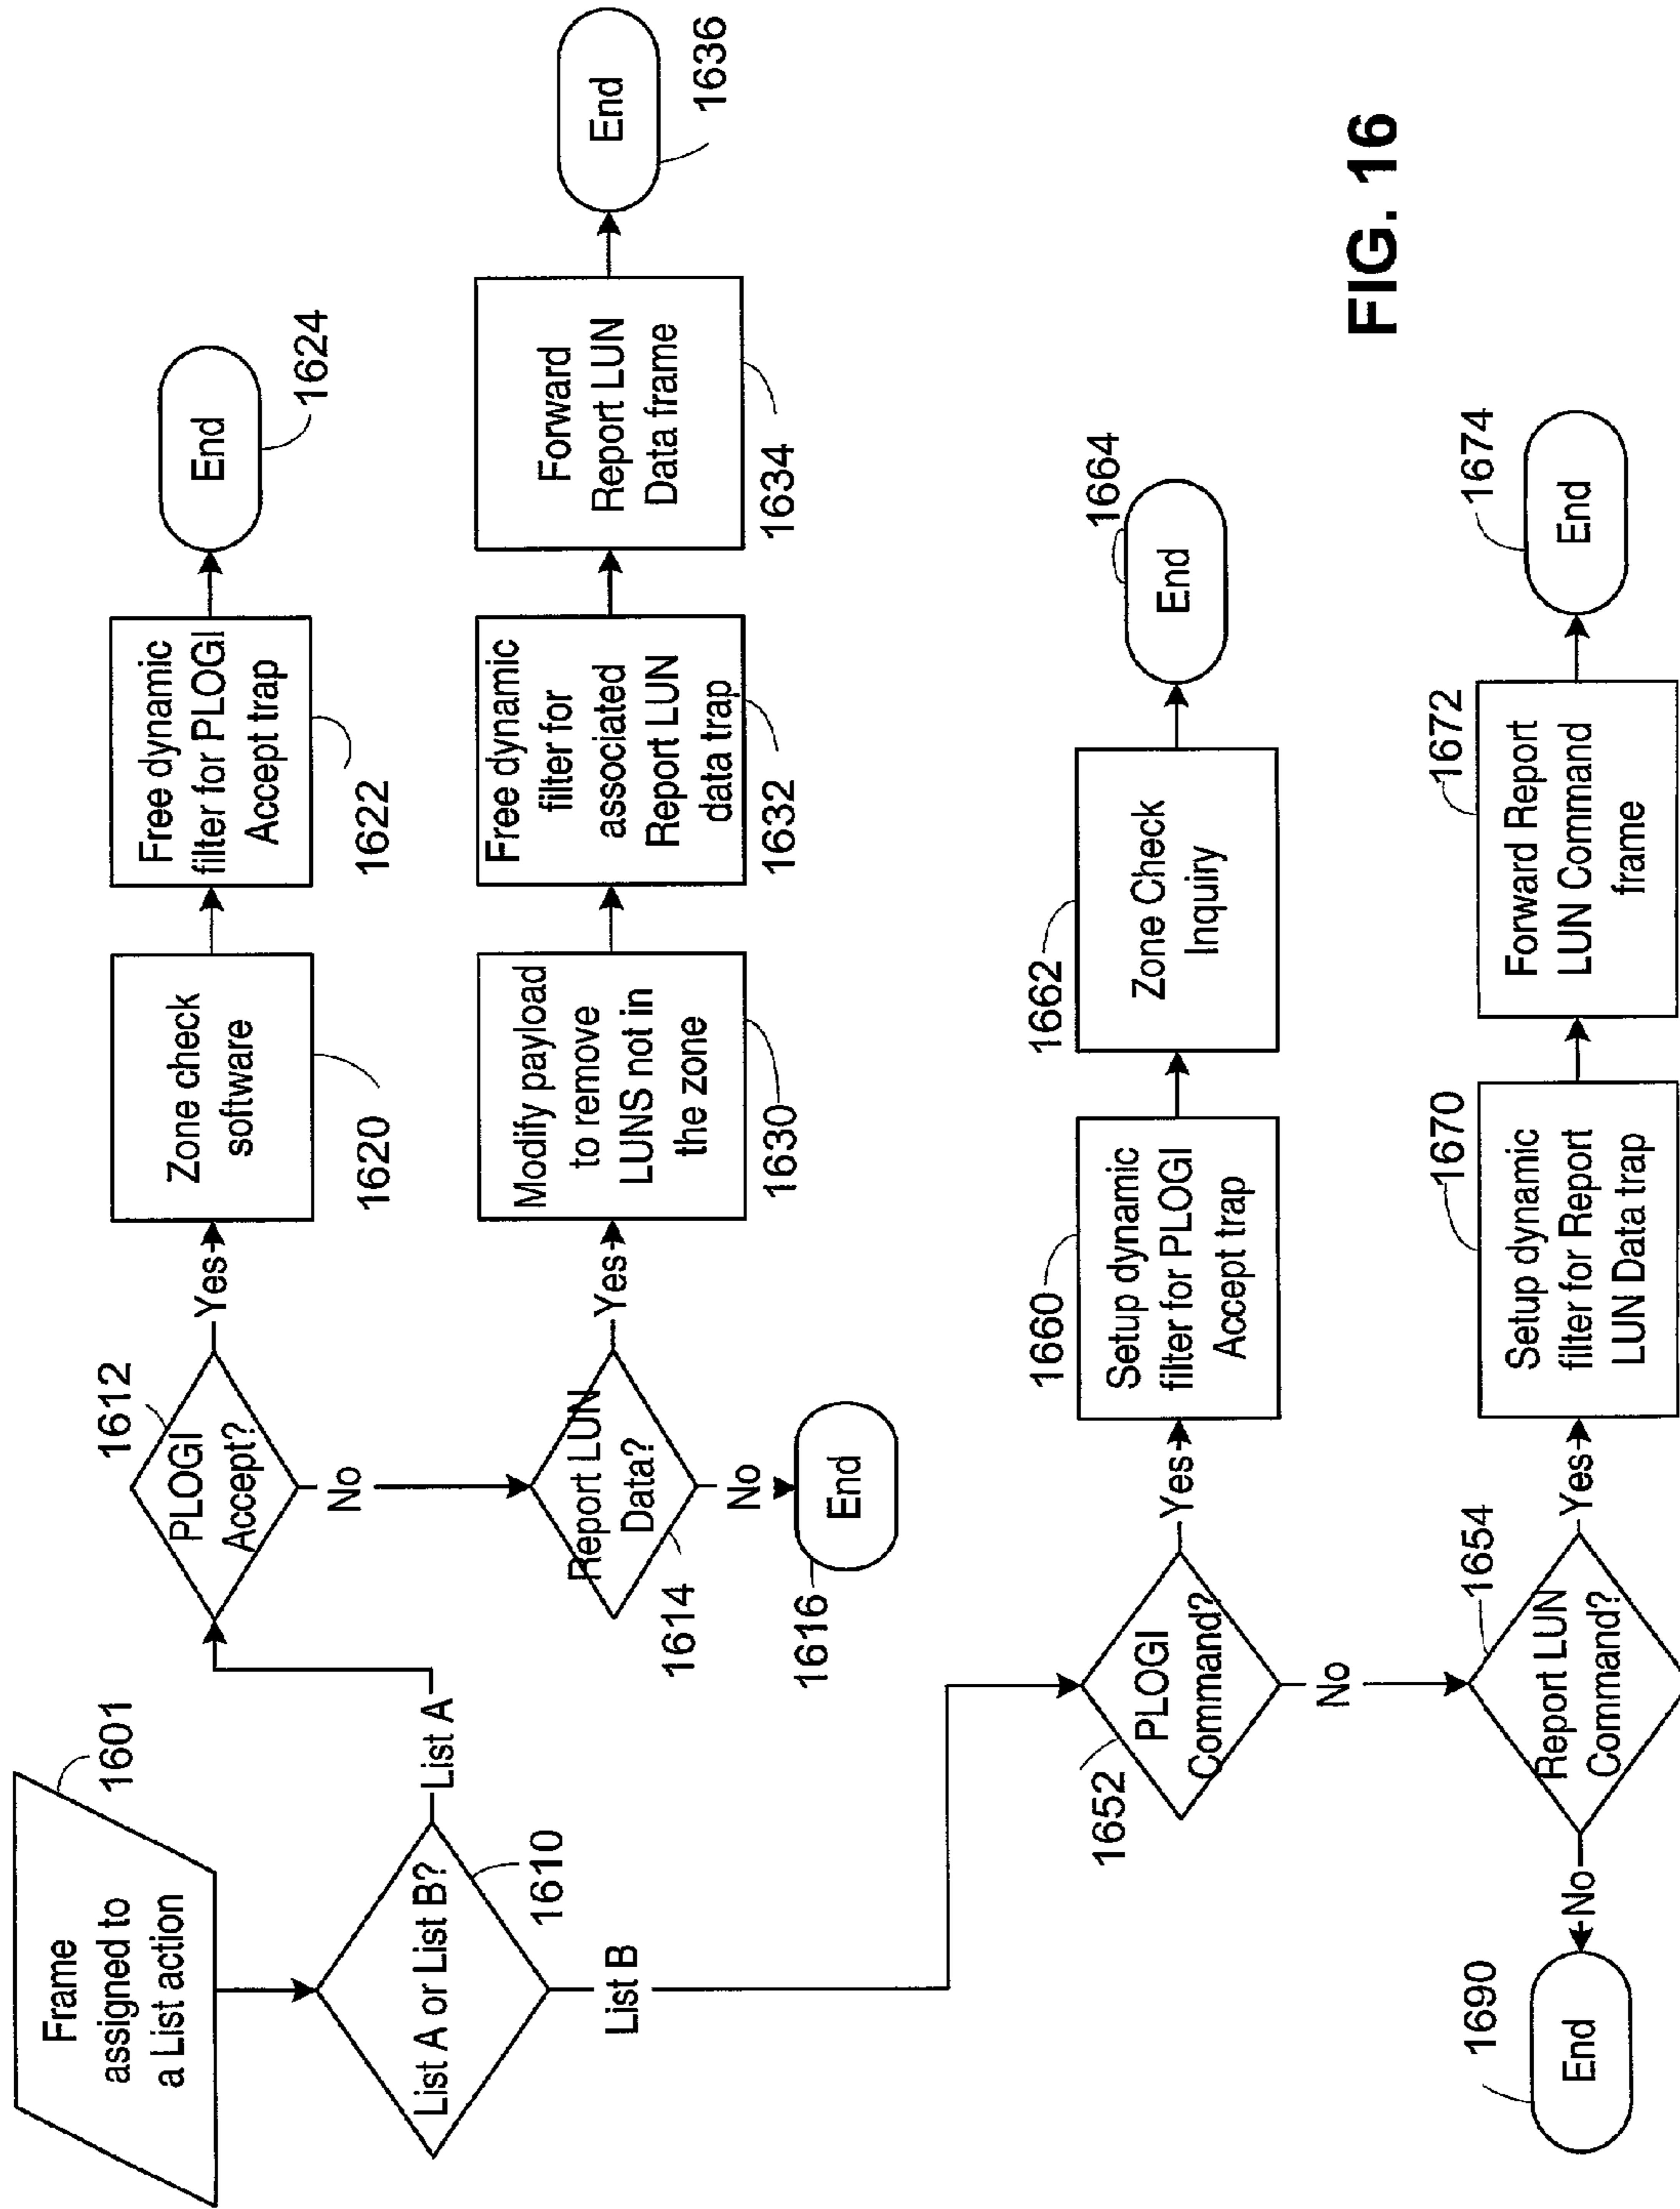 Frame
assigned to
a List action
1601
List A or List B?
1610
List A
List B
PLOGI
Accept?
1612
Yes
No
Zone check
software
1620
Free dynamic
filter for PLOGI
Accept trap
1622
End
1624
Report LUN
Data?
1614
Yes
No
End
1616
Modify payload
to remove
LUNS not in
the zone
1630
Free dynamic
filter for
associated
Report LUN
data trap
1632
Forward
Report LUN
Data frame
1634
End
1636
PLOGI
Command?
1652
Yes
No
Setup dynamic
filter for PLOGI
Accept trap
1660
Zone Check
Inquiry
1662
End
1664
Report LUN
Command?
1654
Yes
No
Setup dynamic
filter for Report
LUN Data trap
1670
Forward Report
LUN Command
frame
1672
End
1674
End
1690
FIG. 16